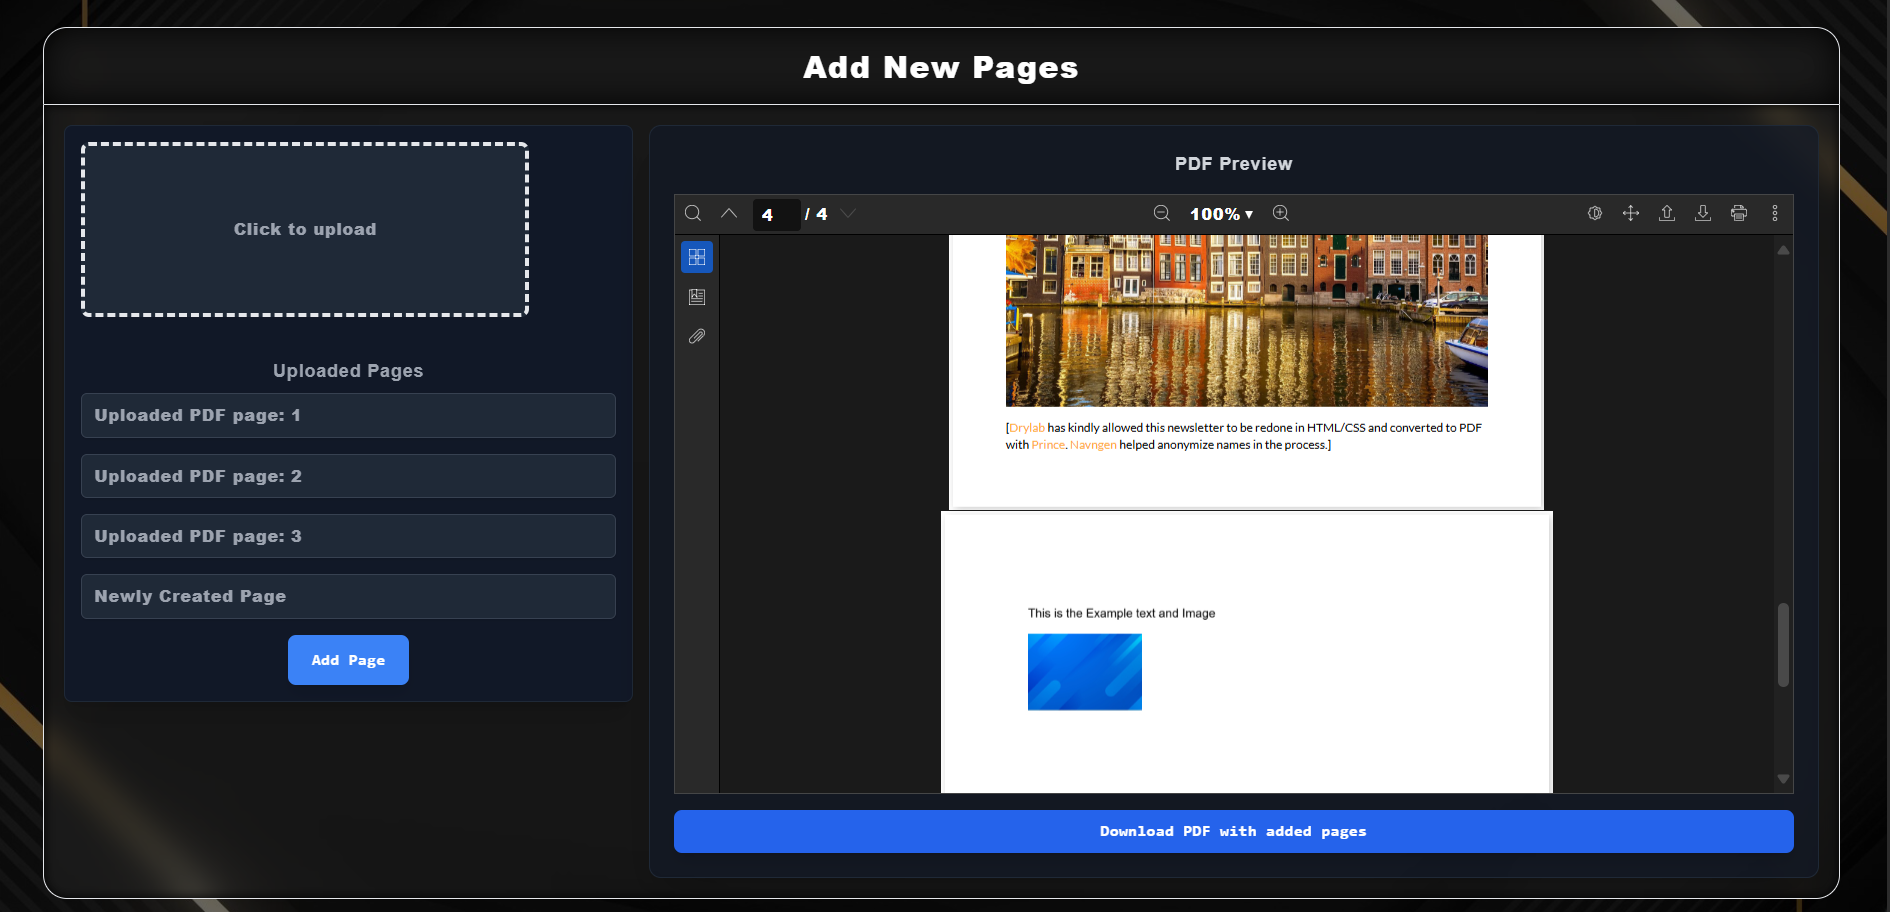 Add New Pages
Click to upload
Uploaded Pages
Uploaded PDF page: 1
Uploaded PDF page: 2
Uploaded PDF page: 3
Newly Created Page
Add Page
PDF Preview
4 / 4
100%
[Drylab has kindly allowed this newsletter to be redone in HTML/CSS and converted to PDF
with Prince. Navngen helped anonymize names in the process.]
This is the Example text and Image
Download PDF with added pages